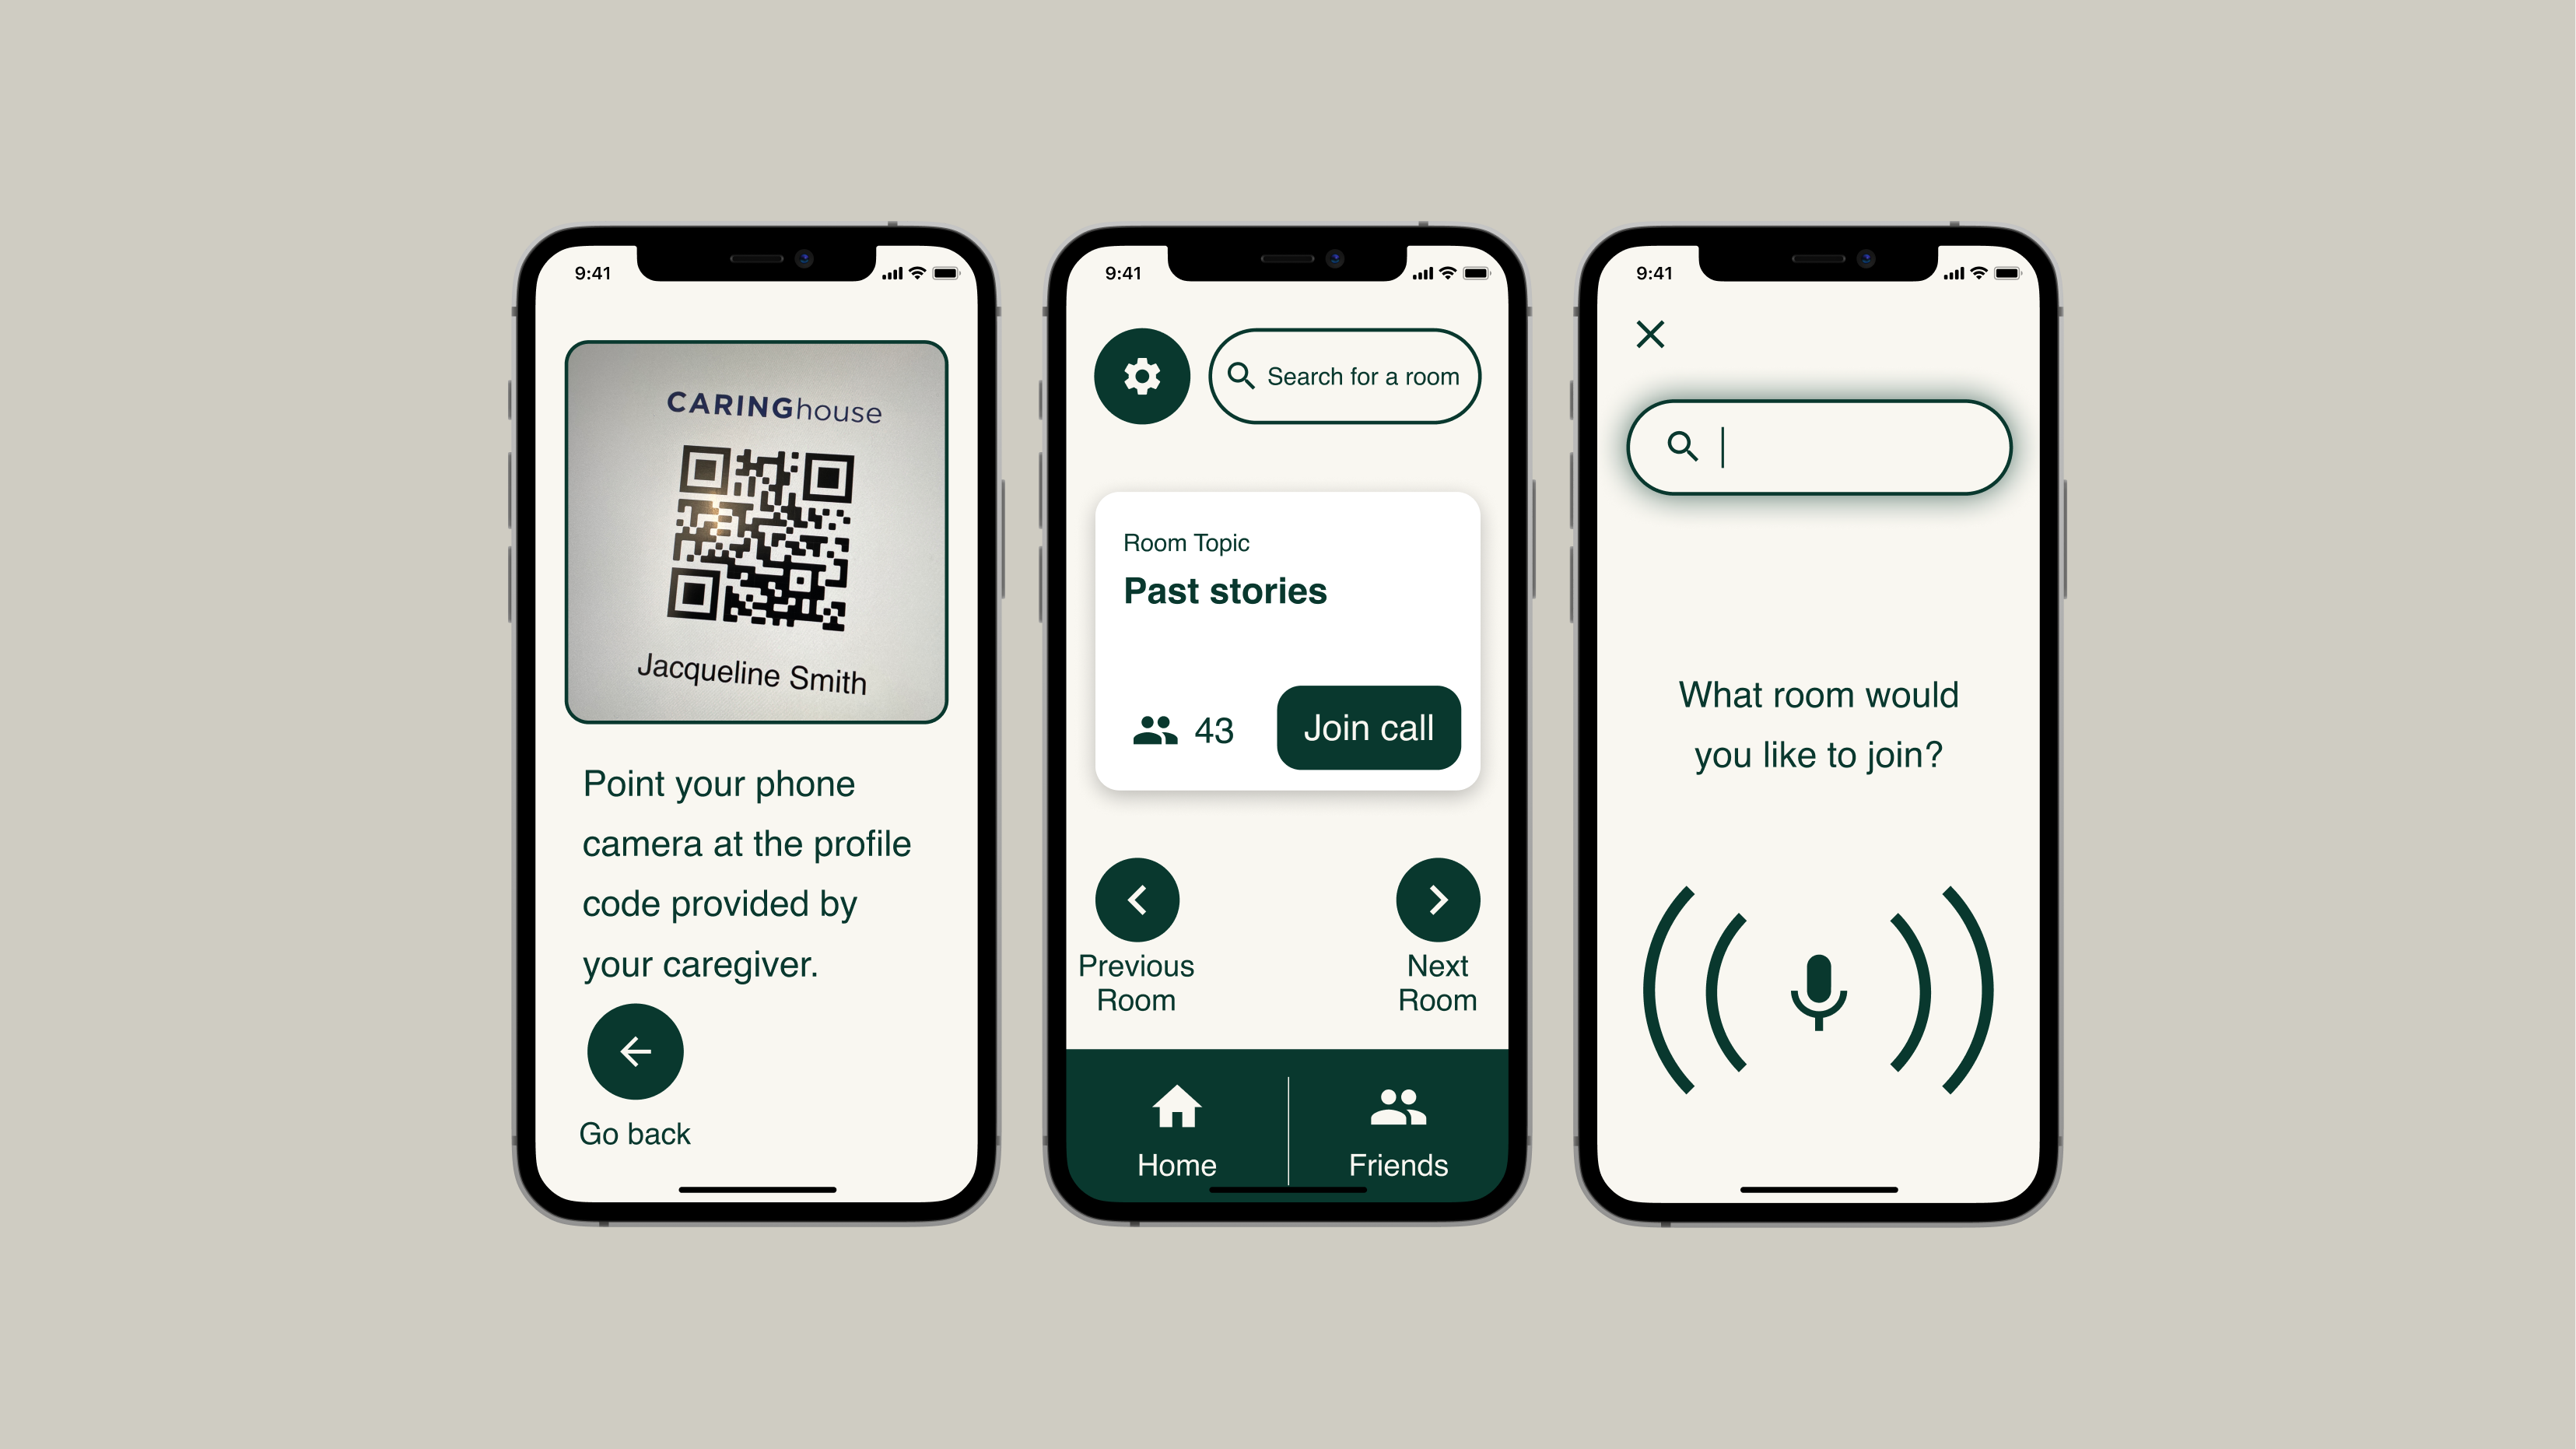 9:41
CARINGhouse
Jacqueline Smith
Point your phone
camera at the profile
code provided by
your caregiver.
Go back
9:41
Search for a room
Room Topic
Past stories
43
Join call
Previous
Room
Next
Room
Home
Friends
9:41
What room would
you like to join?